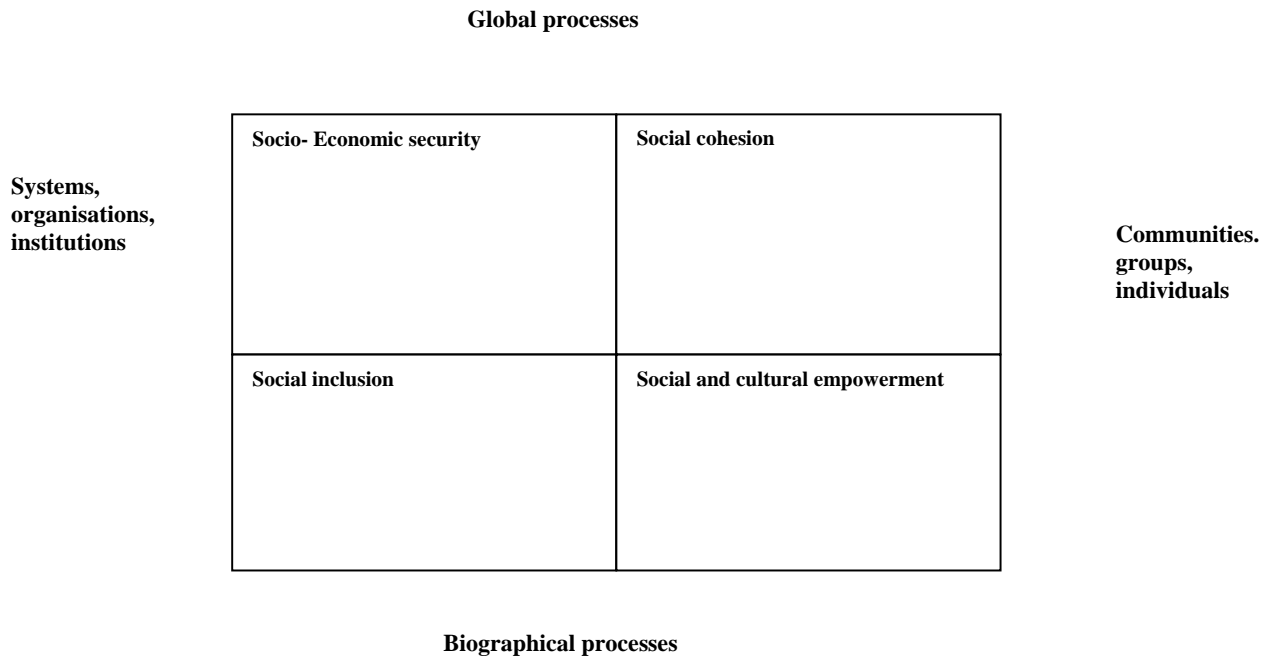 Global processes
Socio- Economic security
Social cohesion
Systems,
organisations,
institutions
Communities.
groups,
individuals
Social inclusion
Social and cultural empowerment
Biographical processes